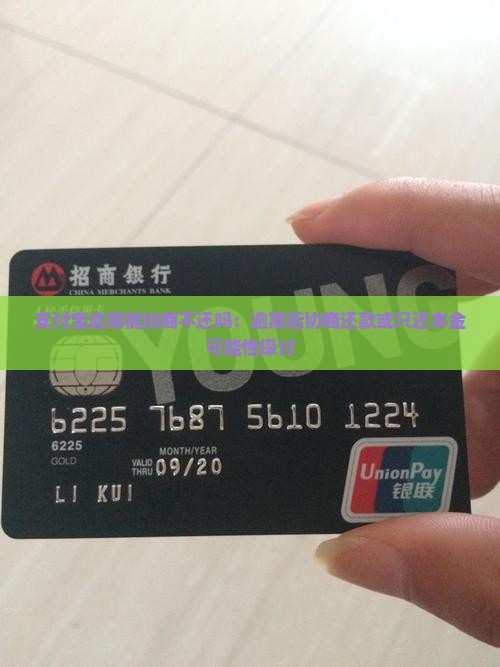 招商銀行
CHINA MERCHANTS BANK
YOUNG
支付宝逾期能协商不还吗：逾期后协商还款或只还本金
可能性探讨
6225 7687 5610 1224
6225
GOLD
MONTH/YEAR
VALID THRU 09/20
LI KUI
UnionPay
银联